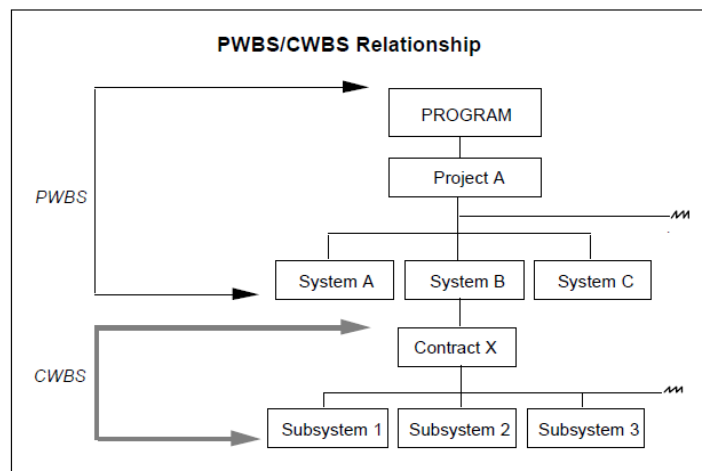 PWBS/CWBS Relationship
PROGRAM
Project A
PWBS
System A
System B
System C
Contract X
CWBS
Subsystem 1
Subsystem 2
Subsystem 3